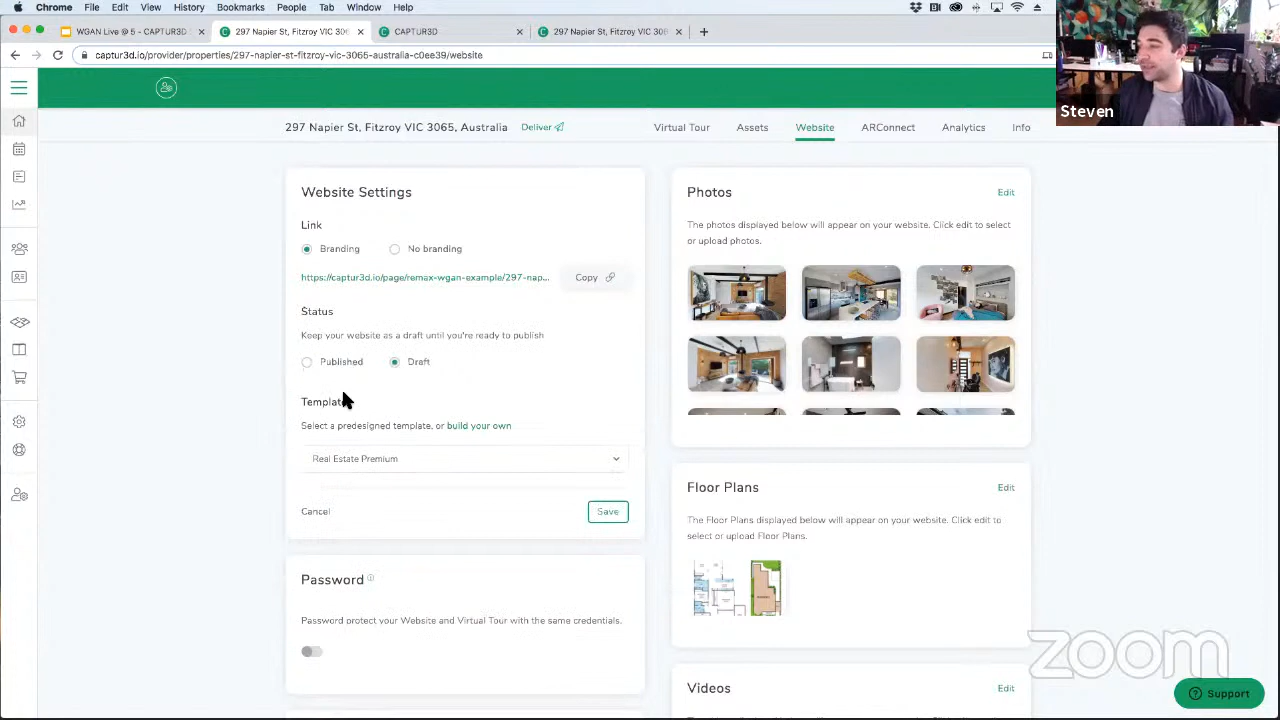 Chrome File Edit View History Bookmarks People Tab Window Help
WGAN Live @ 5 - CAPTUR3D
297 Napier St, Fitzroy VIC 306
CAPTUR3D
297 Napier St, Fitzroy VIC 306
captur3d.io/provider/properties/297-napier-st-fitzroy-vic-3065-australia-c0ee39/website
Steven
297 Napier St, Fitzroy VIC 3065, Australia Deliver
Virtual Tour Assets Website ARConnect Analytics Info
Website Settings
Link
Branding No branding
https://captur3d.io/page/remax-wgan-example/297-nap... Copy
Status
Keep your website as a draft until you're ready to publish
Published Draft
Template
Select a predesigned template, or build your own
Real Estate Premium
Cancel Save
Password
Password protect your Website and Virtual Tour with the same credentials.
Photos Edit
The photos displayed below will appear on your website. Click edit to select
or upload photos.
Floor Plans Edit
The Floor Plans displayed below will appear on your website. Click edit to
select or upload Floor Plans.
Videos Edit
zoom
Support